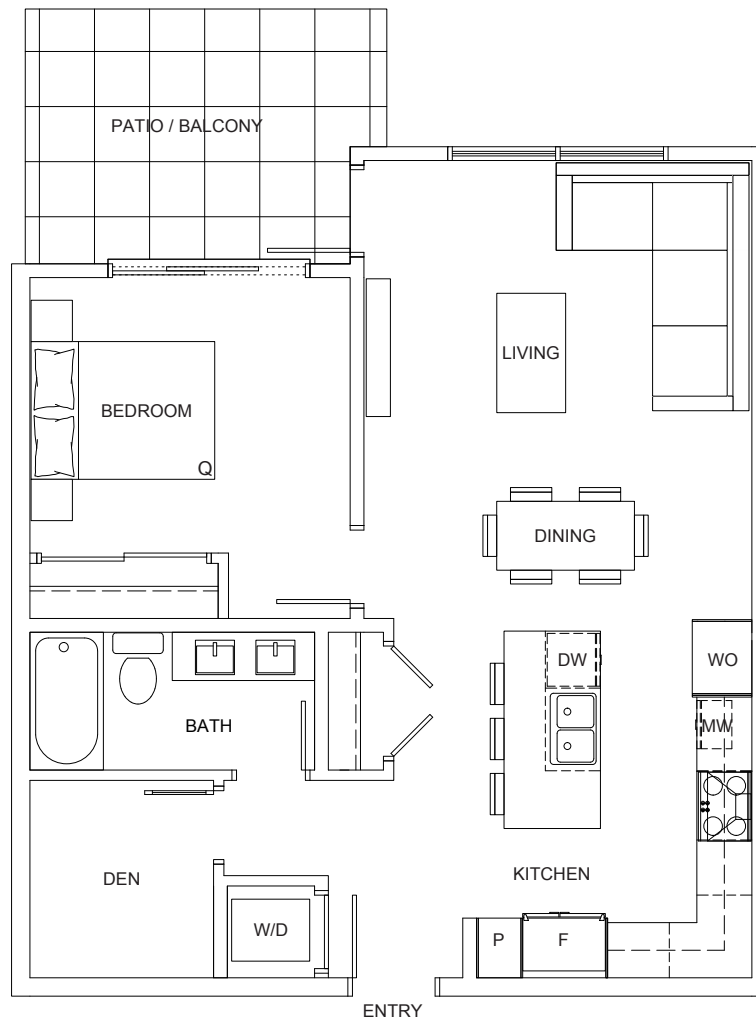 PATIO / BALCONY
LIVING
BEDROOM
Q
DINING
DW
WO
BATH
MW
KITCHEN
DEN
W/D
P
F
ENTRY